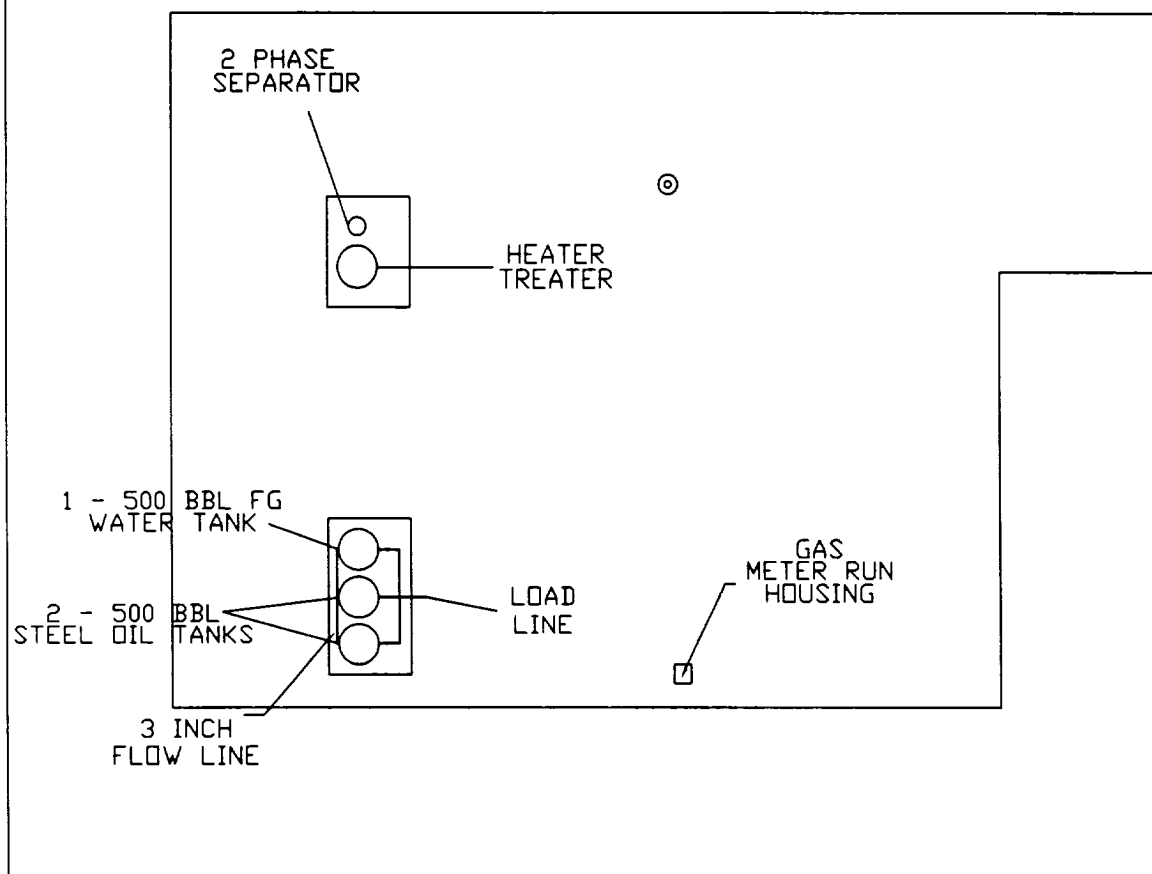 2 PHASE
SEPARATOR
HEATER
TREATER
1 - 500 BBL FG
WATER TANK
2 - 500 BBL
STEEL OIL TANKS
LOAD
LINE
GAS
METER RUN
HOUSING
3 INCH
FLOW LINE